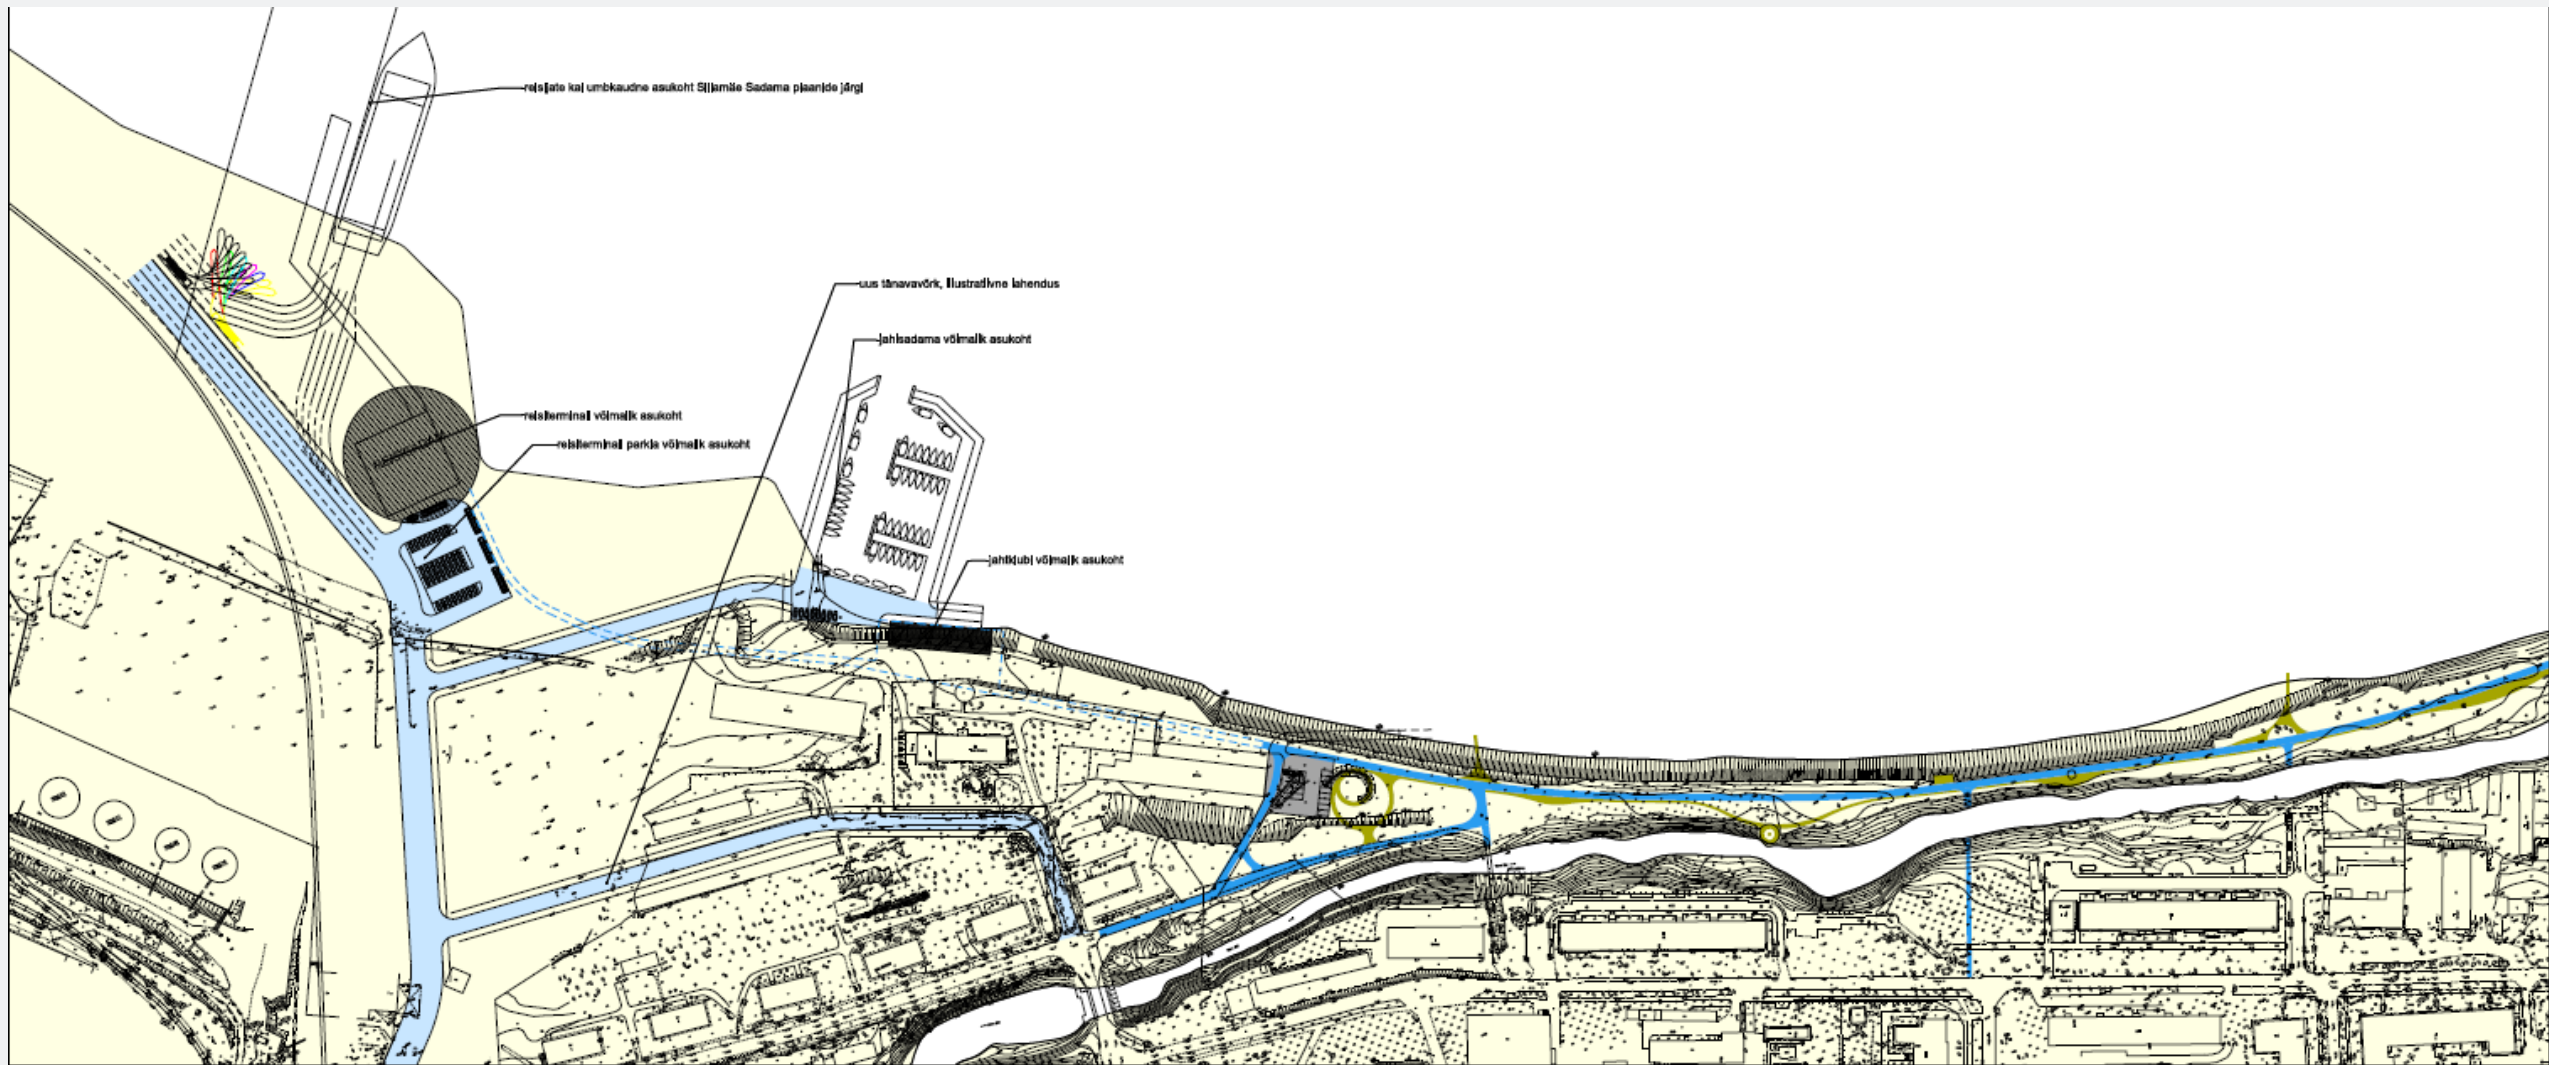 reisijate kai umbkaudne asukoht Sillamäe Sadama plaanide järgi
uus tänavavõrk, illustratiivne lahendus
jahisadama võimalik asukoht
reisiterminali võimalik asukoht
reisiterminali parkla võimalik asukoht
jahtklubi võimalik asukoht